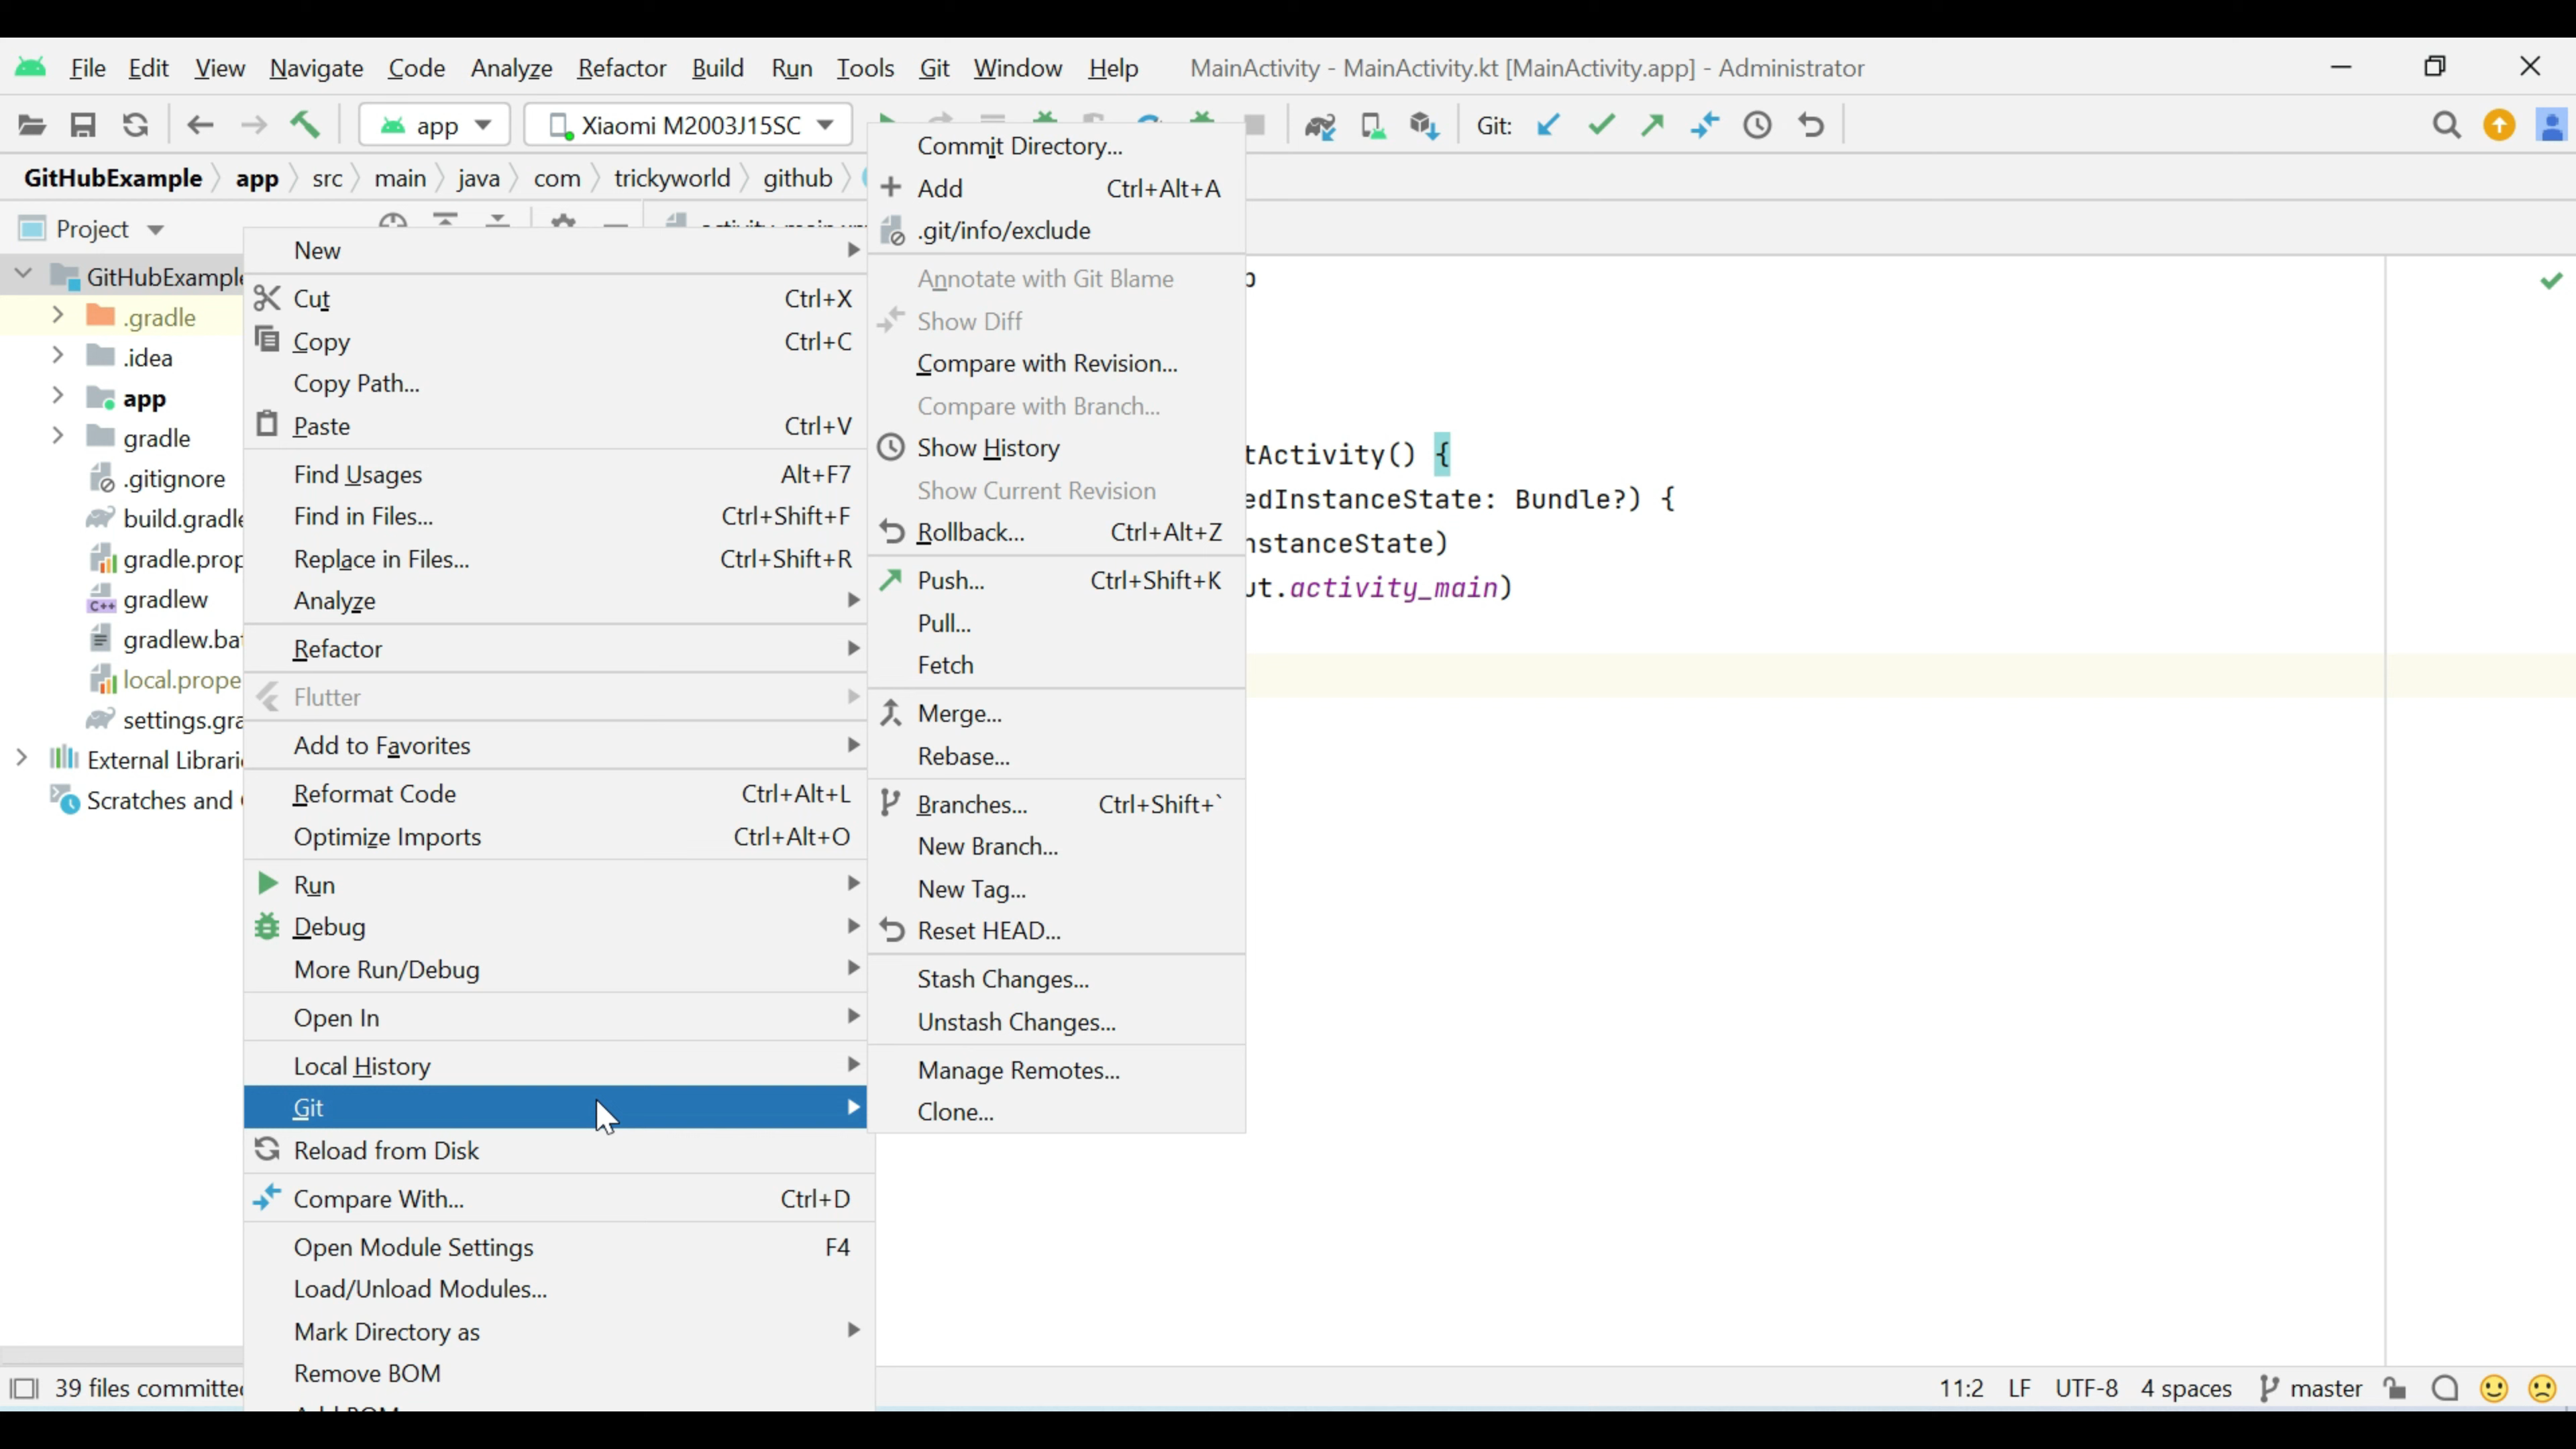 File Edit View Navigate Code Analyze Refactor Build Run Tools Git Window Help MainActivity - MainActivity.kt [MainActivity.app] - Administrator
app Xiaomi M2003J15SC Git:
GitHubExample app src main java com trickyworld github
Project
GitHubExample
.gradle
.idea
app
gradle
.gitignore
build.gradle
gradle.prop
gradlew
gradlew.bat
local.prope
settings.gra
External Librari
Scratches and
New
Cut Ctrl+X
Copy Ctrl+C
Copy Path...
Paste Ctrl+V
Find Usages Alt+F7
Find in Files... Ctrl+Shift+F
Replace in Files... Ctrl+Shift+R
Analyze
Refactor
Flutter
Add to Favorites
Reformat Code Ctrl+Alt+L
Optimize Imports Ctrl+Alt+O
Run
Debug
More Run/Debug
Open In
Local History
Git
Reload from Disk
Compare With... Ctrl+D
Open Module Settings F4
Load/Unload Modules...
Mark Directory as
Remove BOM
Commit Directory...
Add Ctrl+Alt+A
.git/info/exclude
Annotate with Git Blame
Show Diff
Compare with Revision...
Compare with Branch...
Show History
Show Current Revision
Rollback... Ctrl+Alt+Z
Push... Ctrl+Shift+K
Pull...
Fetch
Merge...
Rebase...
Branches... Ctrl+Shift+`
New Branch...
New Tag...
Reset HEAD...
Stash Changes...
Unstash Changes...
Manage Remotes...
Clone...
tActivity() {
edInstanceState: Bundle?) {
nstanceState)
ut.activity_main)
39 files committed 11:2 LF UTF-8 4 spaces master